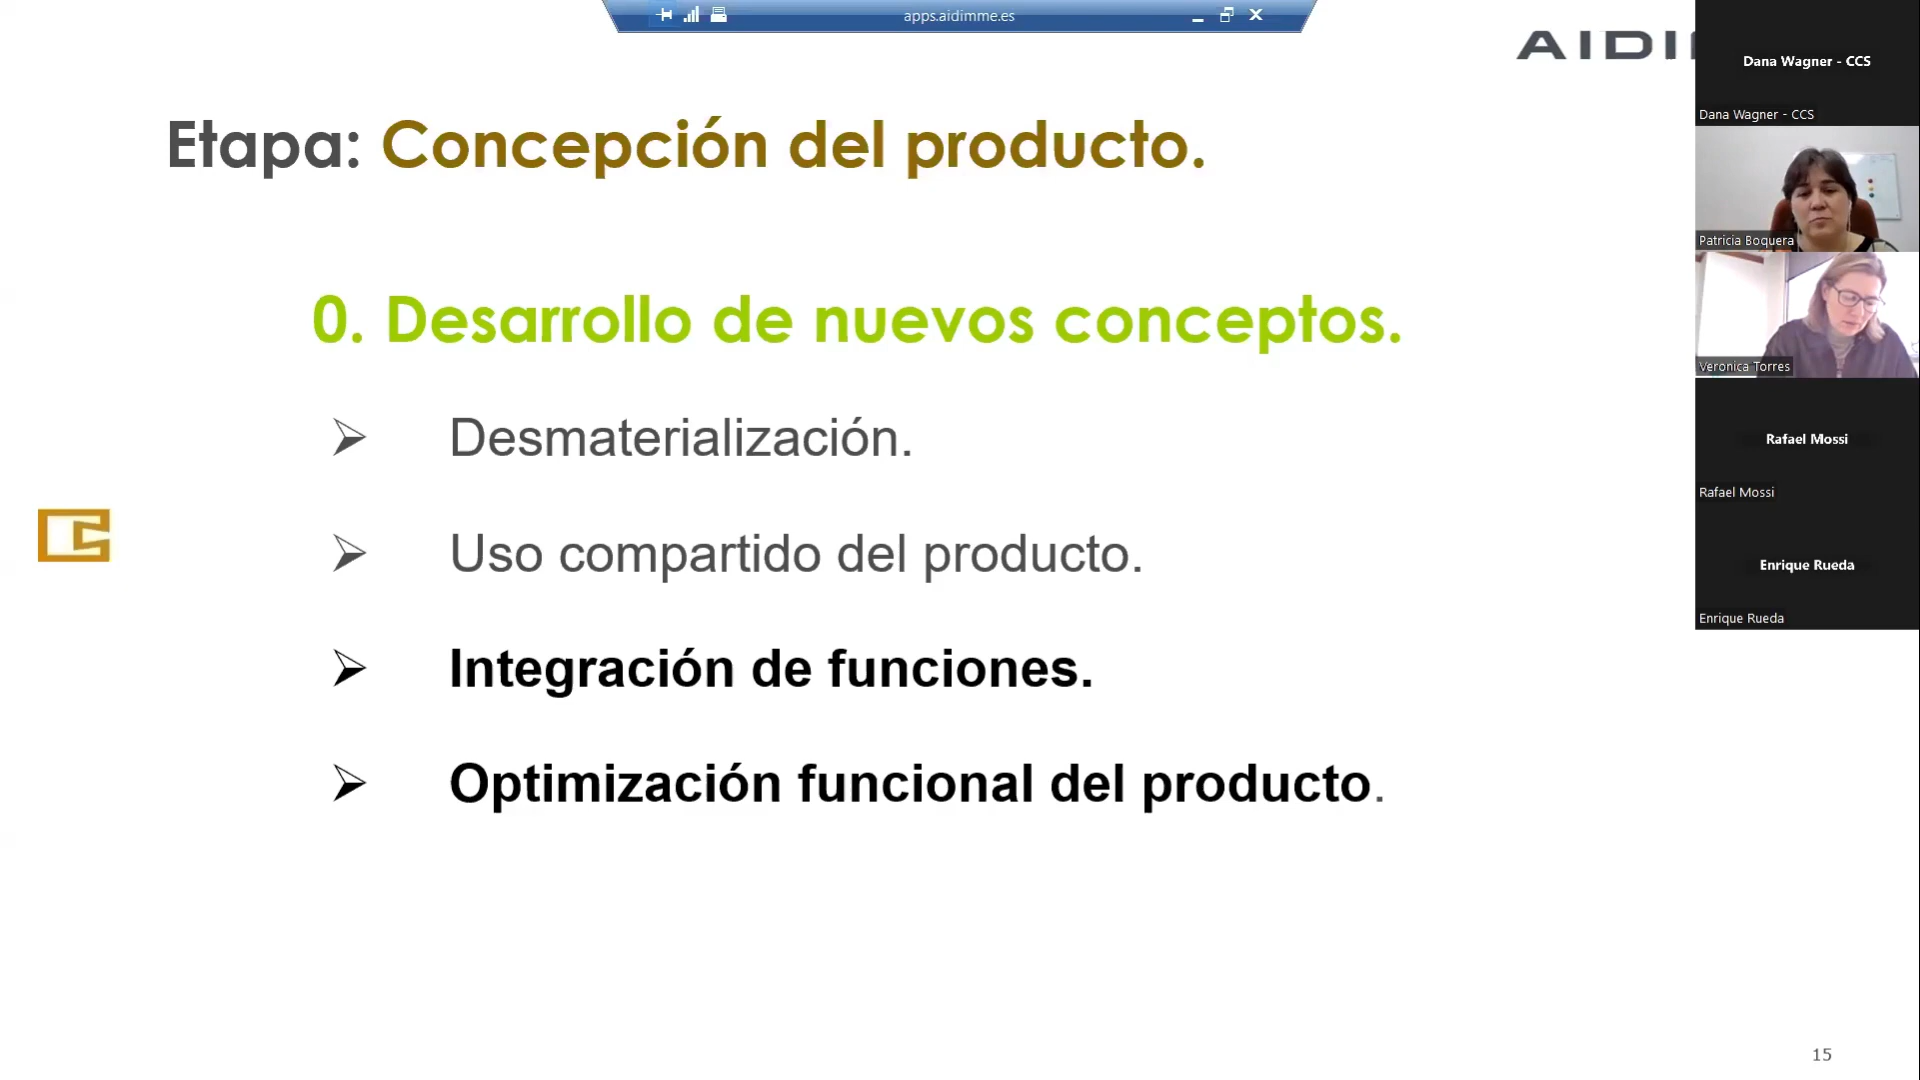 apps.aidimme.es
Etapa: Concepción del producto.
0. Desarrollo de nuevos conceptos.
Desmaterialización.
Uso compartido del producto.
Integración de funciones.
Optimización funcional del producto.
15
Dana Wagner - CCS
Dana Wagner - CCS
Patricia Boquera
Veronica Torres
Rafael Mossi
Rafael Mossi
Enrique Rueda
Enrique Rueda